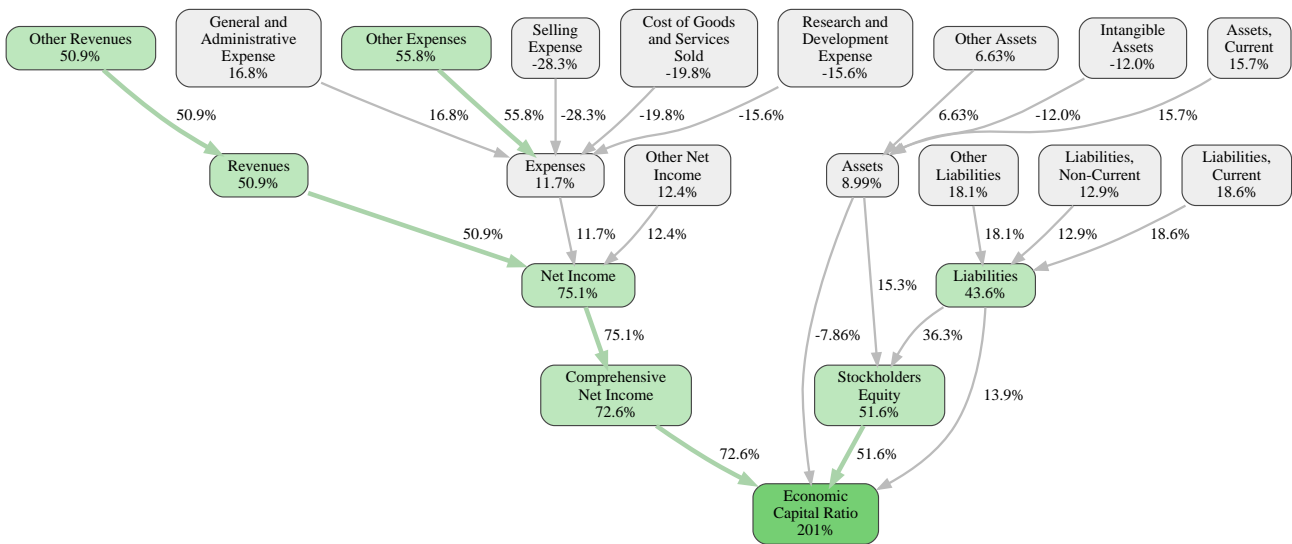 Other Revenues
50.9%
General and
Administrative
Expense
16.8%
Other Expenses
55.8%
Selling
Expense
-28.3%
Cost of Goods
and Services
Sold
-19.8%
Research and
Development
Expense
-15.6%
Other Assets
6.63%
Intangible
Assets
-12.0%
Assets,
Current
15.7%
50.9%
16.8%
55.8%
-28.3%
-19.8%
-15.6%
6.63%
-12.0%
15.7%
Revenues
50.9%
Expenses
11.7%
Other Net
Income
12.4%
Assets
8.99%
Other
Liabilities
18.1%
Liabilities,
Non-Current
12.9%
Liabilities,
Current
18.6%
50.9%
11.7%
12.4%
18.1%
12.9%
18.6%
Net Income
75.1%
15.3%
Liabilities
43.6%
75.1%
-7.86%
36.3%
Comprehensive
Net Income
72.6%
Stockholders
Equity
51.6%
13.9%
72.6%
51.6%
Economic
Capital Ratio
201%